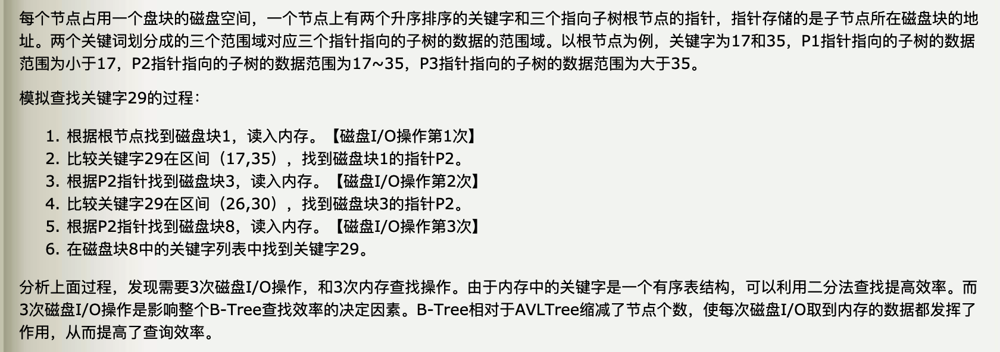 每个节点占用一个盘块的磁盘空间，一个节点上有两个升序排序的关键字和三个指向子树根节点的指针，指针存储的是子节点所在磁盘块的地
址。两个关键词划分成的三个范围域对应三个指针指向的子树的数据的范围域。以根节点为例，关键字为17和35，P1指针指向的子树的数据
范围为小于17，P2指针指向的子树的数据范围为17~35，P3指针指向的子树的数据范围为大于35。
模拟查找关键字29的过程：
1. 根据根节点找到磁盘块1，读入内存。【磁盘I/O操作第1次】
2. 比较关键字29在区间（17,35），找到磁盘块1的指针P2。
3. 根据P2指针找到磁盘块3，读入内存。【磁盘I/O操作第2次】
4. 比较关键字29在区间（26,30），找到磁盘块3的指针P2。
5. 根据P2指针找到磁盘块8，读入内存。【磁盘I/O操作第3次】
6. 在磁盘块8中的关键字列表中找到关键字29。
分析上面过程，发现需要3次磁盘I/O操作，和3次内存查找操作。由于内存中的关键字是一个有序表结构，可以利用二分法查找提高效率。而
3次磁盘I/O操作是影响整个B-Tree查找效率的决定因素。B-Tree相对于AVLTree缩减了节点个数，使每次磁盘I/O取到内存的数据都发挥了
作用，从而提高了查询效率。